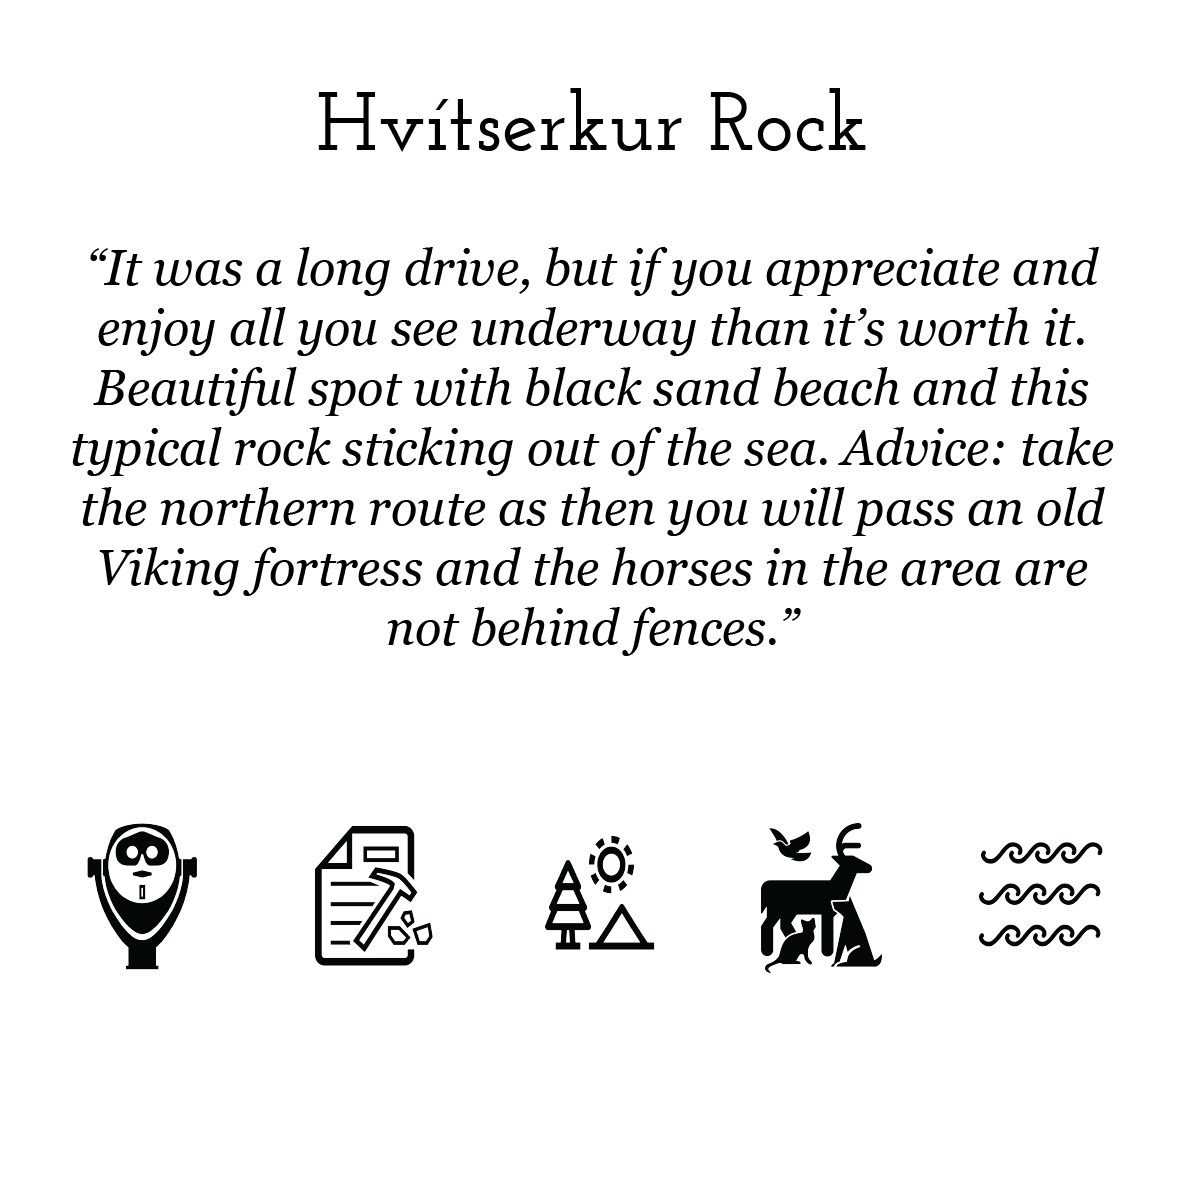 Hvítserkur Rock
“It was a long drive, but if you appreciate and
enjoy all you see underway than it’s worth it.
Beautiful spot with black sand beach and this
typical rock sticking out of the sea. Advice: take
the northern route as then you will pass an old
Viking fortress and the horses in the area are
not behind fences.”